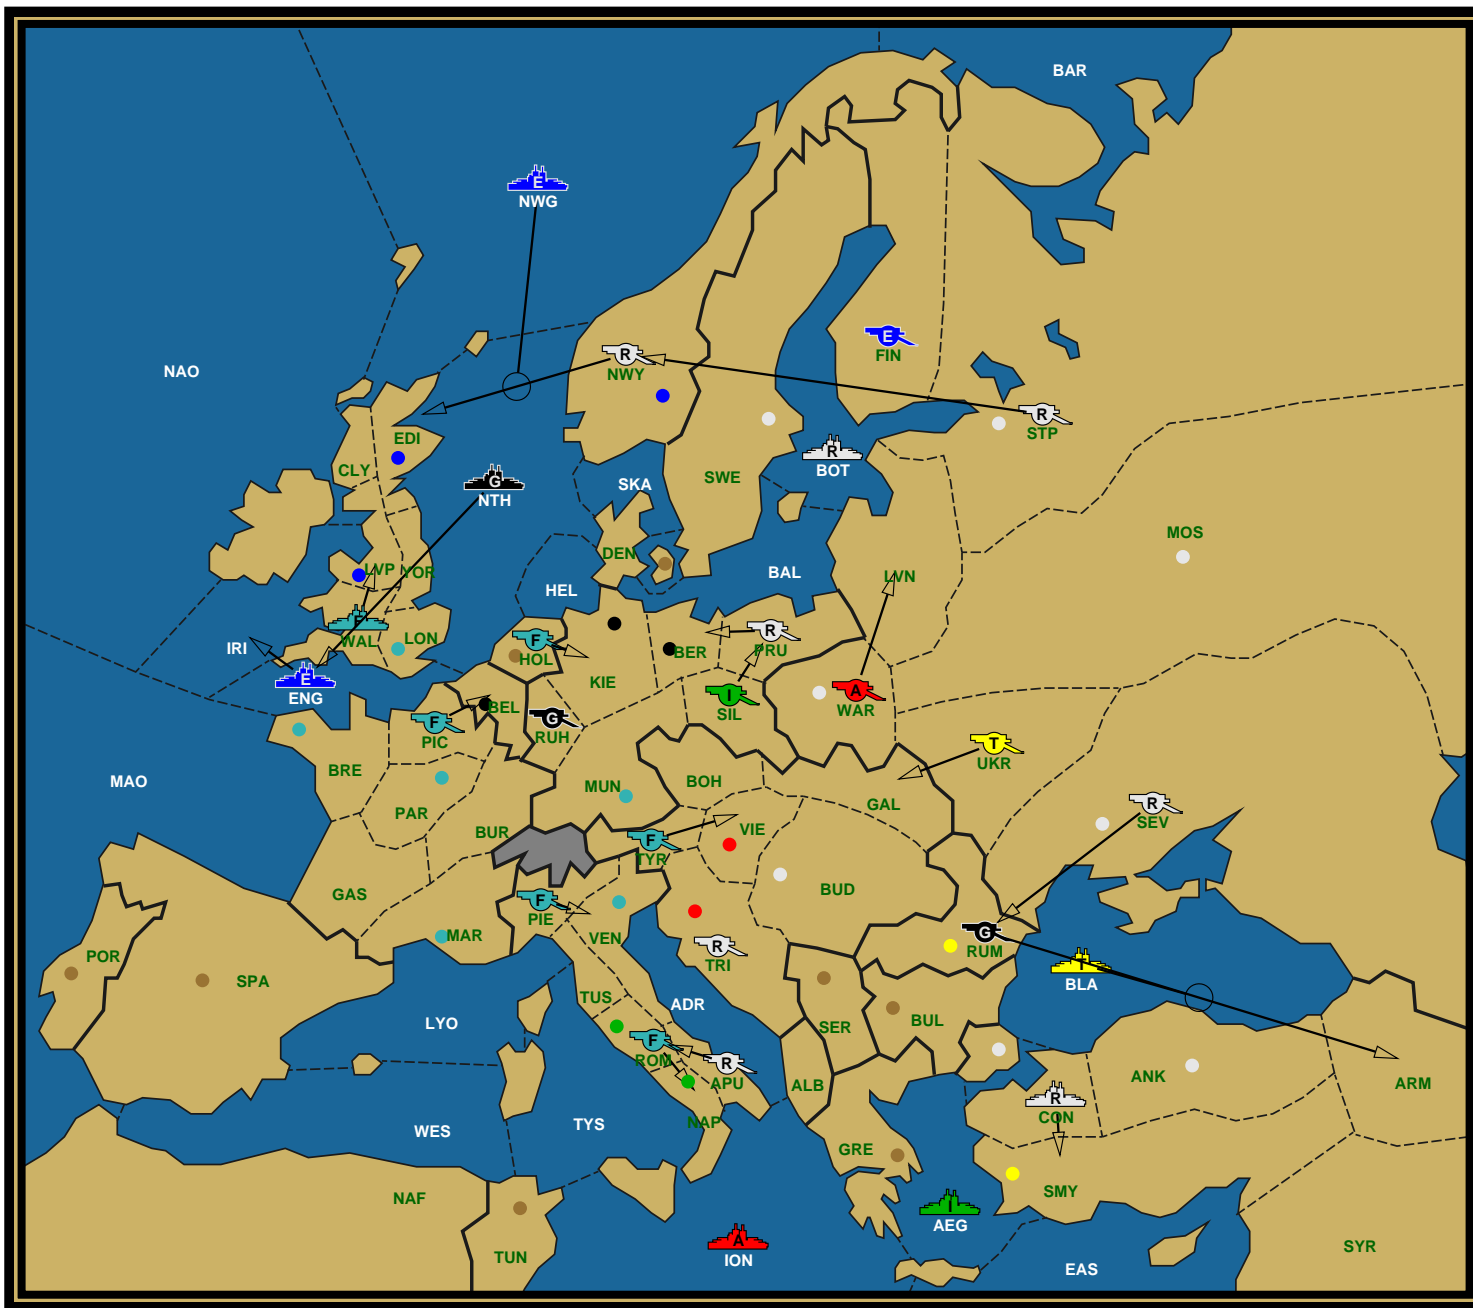 BAR
E
NWG
E
FIN
R
NWY
NAO
R
STP
EDI
R
BOT
CLY
SWE
SKA
G
NTH
MOS
DEN
LVP
YOR
BAL
LVN
HEL
F
WAL
LON
IRI
F
HOL
R
PRU
BER
E
ENG
KIE
I
SIL
A
WAR
BEL
F
PIC
G
RUH
T
UKR
BRE
MAO
MUN
BOH
GAL
PAR
R
SEV
BUR
F
TYR
VIE
BUD
GAS
F
PIE
VEN
MAR
G
RUM
R
TRI
POR
SPA
T
BLA
TUS
ADR
LYO
SER
BUL
F
ROM
R
APU
ALB
ANK
ARM
R
CON
NAP
WES
TYS
GRE
NAF
SMY
I
AEG
A
ION
TUN
SYR
EAS